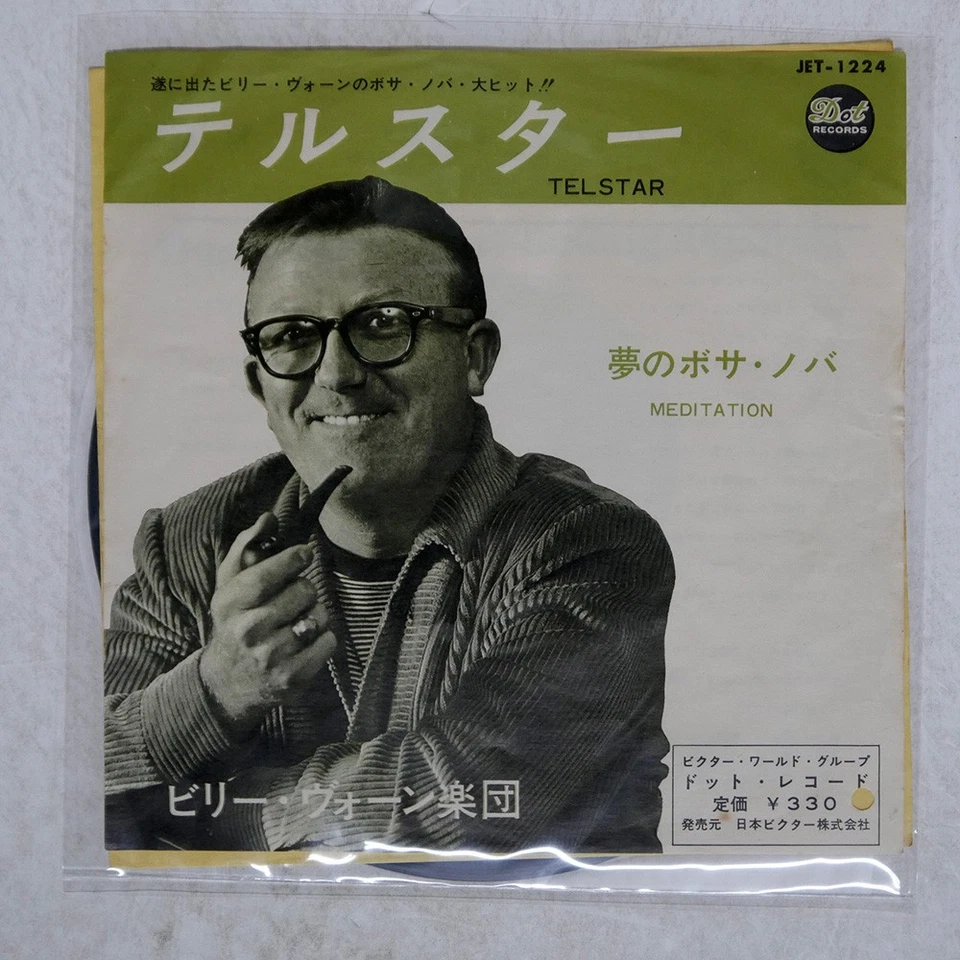 JET-1224
遂に出たビリー・ヴォーンのボサ・ノバ・大ヒット!!
テルスター
TELSTAR
Dot
RECORDS
夢のボサ・ノバ
MEDITATION
ビリー・ヴォーン楽団
ビクター・ワールド・グループ
ドット・レコード
定価 ¥330
発売元 日本ビクター株式会社